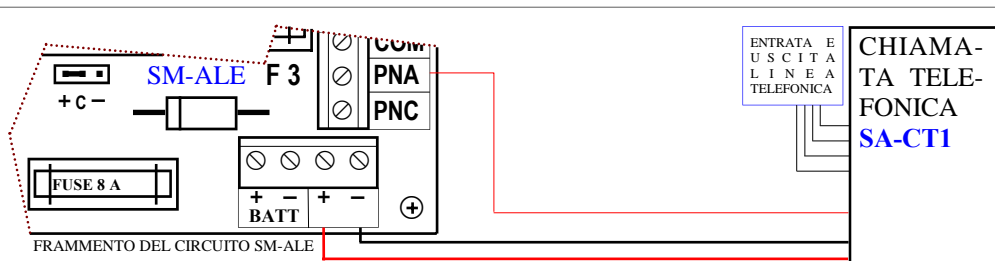 COM
SM-ALE
F 3
PNA
PNC
+ C −
FUSE 8 A
+ − + −
BATT
FRAMMENTO DEL CIRCUITO SM-ALE
ENTRATA E
USCITA
LINEA
TELEFONICA
CHIAMA-
TA TELE-
FONICA
SA-CT1